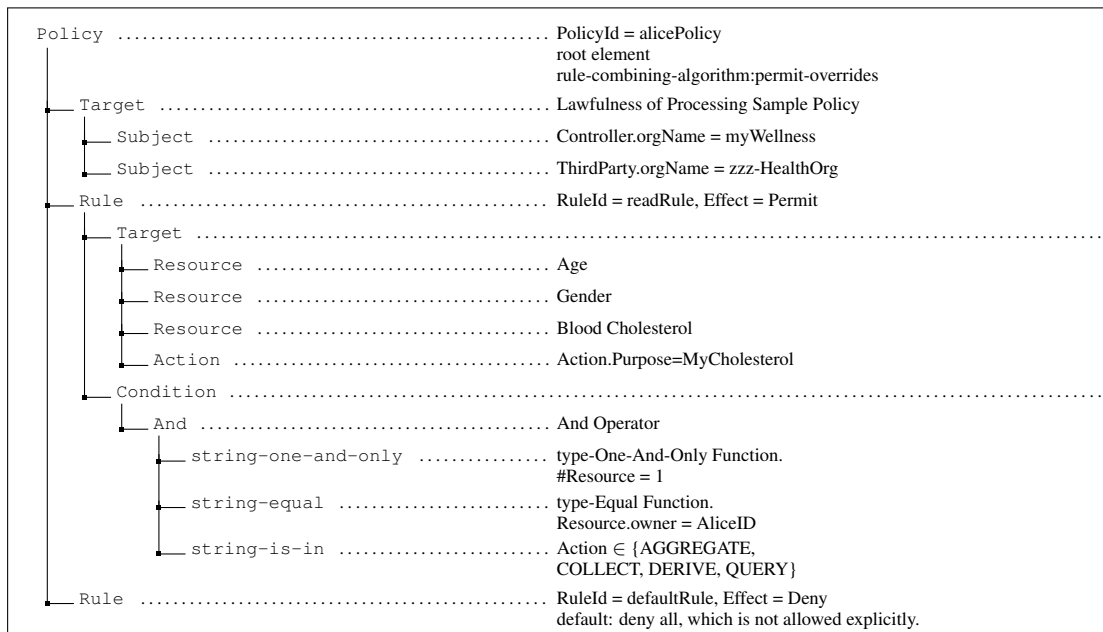 Policy ........ PolicyId = alicePolicy
root element
rule-combining-algorithm:permit-overrides
Target ........ Lawfulness of Processing Sample Policy
Subject ........ Controller.orgName = myWellness
Subject ........ ThirdParty.orgName = zzz-HealthOrg
Rule ........ RuleId = readRule, Effect = Permit
Target ........
Resource ........ Age
Resource ........ Gender
Resource ........ Blood Cholesterol
Action ........ Action.Purpose=MyCholesterol
Condition ........
And ........ And Operator
string-one-and-only ........ type-One-And-Only Function.
#Resource = 1
string-equal ........ type-Equal Function.
Resource.owner = AliceID
string-is-in ........ Action ∈ {AGGREGATE,
COLLECT, DERIVE, QUERY}
Rule ........ RuleId = defaultRule, Effect = Deny
default: deny all, which is not allowed explicitly.